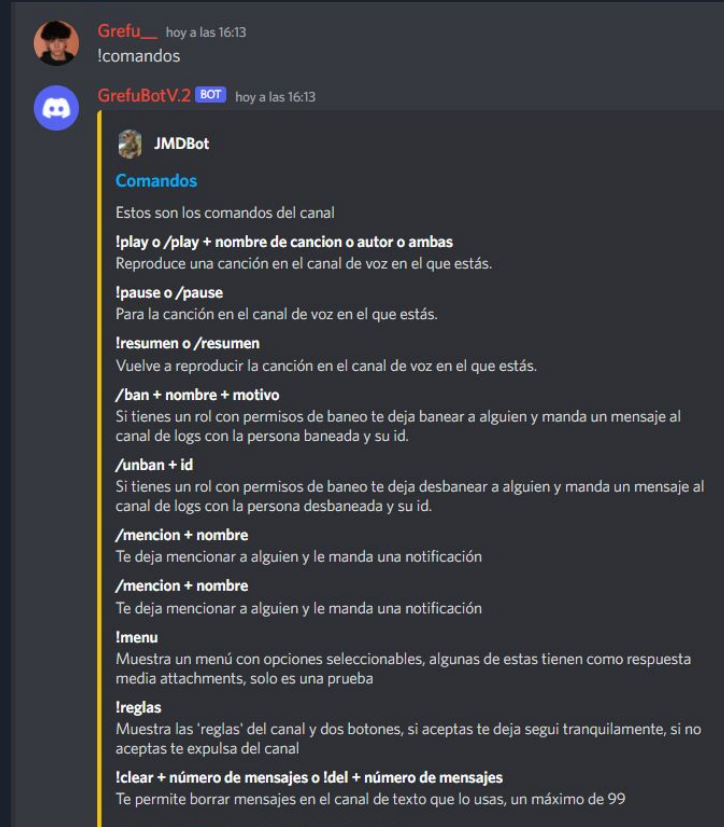 Grefu__ hoy a las 16:13
!comandos
GrefuBotV.2 BOT hoy a las 16:13
JMDBot
Comandos
Estos son los comandos del canal
!play o /play + nombre de cancion o autor o ambas
Reproduce una canción en el canal de voz en el que estás.
!pause o /pause
Para la canción en el canal de voz en el que estás.
!resumen o /resumen
Vuelve a reproducir la canción en el canal de voz en el que estás.
/ban + nombre + motivo
Si tienes un rol con permisos de baneo te deja banear a alguien y manda un mensaje al
canal de logs con la persona baneada y su id.
/unban + id
Si tienes un rol con permisos de baneo te deja desbanear a alguien y manda un mensaje al
canal de logs con la persona desbaneada y su id.
/mencion + nombre
Te deja mencionar a alguien y le manda una notificación
/mencion + nombre
Te deja mencionar a alguien y le manda una notificación
!menu
Muestra un menú con opciones seleccionables, algunas de estas tienen como respuesta
media attachments, solo es una prueba
!reglas
Muestra las 'reglas' del canal y dos botones, si aceptas te deja segui tranquilamente, si no
aceptas te expulsa del canal
!clear + número de mensajes o !del + número de mensajes
Te permite borrar mensajes en el canal de texto que lo usas, un máximo de 99